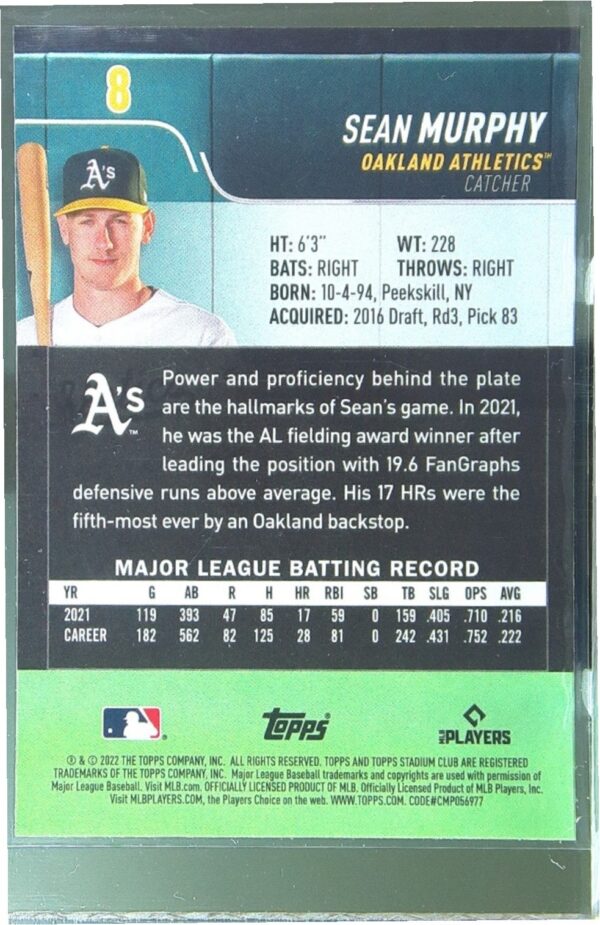 8
SEAN MURPHY
OAKLAND ATHLETICS™
CATCHER
A's
HT: 6'3" WT: 228
BATS: RIGHT THROWS: RIGHT
BORN: 10-4-94, Peekskill, NY
ACQUIRED: 2016 Draft, Rd3, Pick 83
A's™
Power and proficiency behind the plate
are the hallmarks of Sean's game. In 2021,
he was the AL fielding award winner after
leading the position with 19.6 FanGraphs
defensive runs above average. His 17 HRs were the
fifth-most ever by an Oakland backstop.
MAJOR LEAGUE BATTING RECORD
YR G AB R H HR RBI SB TB SLG OPS AVG
2021 119 393 47 85 17 59 0 159 .405 .710 .216
CAREER 182 562 82 125 28 81 0 242 .431 .752 .222
topps MLB PLAYERS
® & © 2022 THE TOPPS COMPANY, INC. ALL RIGHTS RESERVED. TOPPS AND TOPPS STADIUM CLUB ARE REGISTERED
TRADEMARKS OF THE TOPPS COMPANY, INC. Major League Baseball trademarks and copyrights are used with permission of
Major League Baseball. Visit MLB.com. OFFICIALLY LICENSED PRODUCT OF MLB. Officially Licensed Product of MLB Players, Inc.
Visit MLBPLAYERS.COM, the Players Choice on the web. WWW.TOPPS.COM. CODE#CMP056977